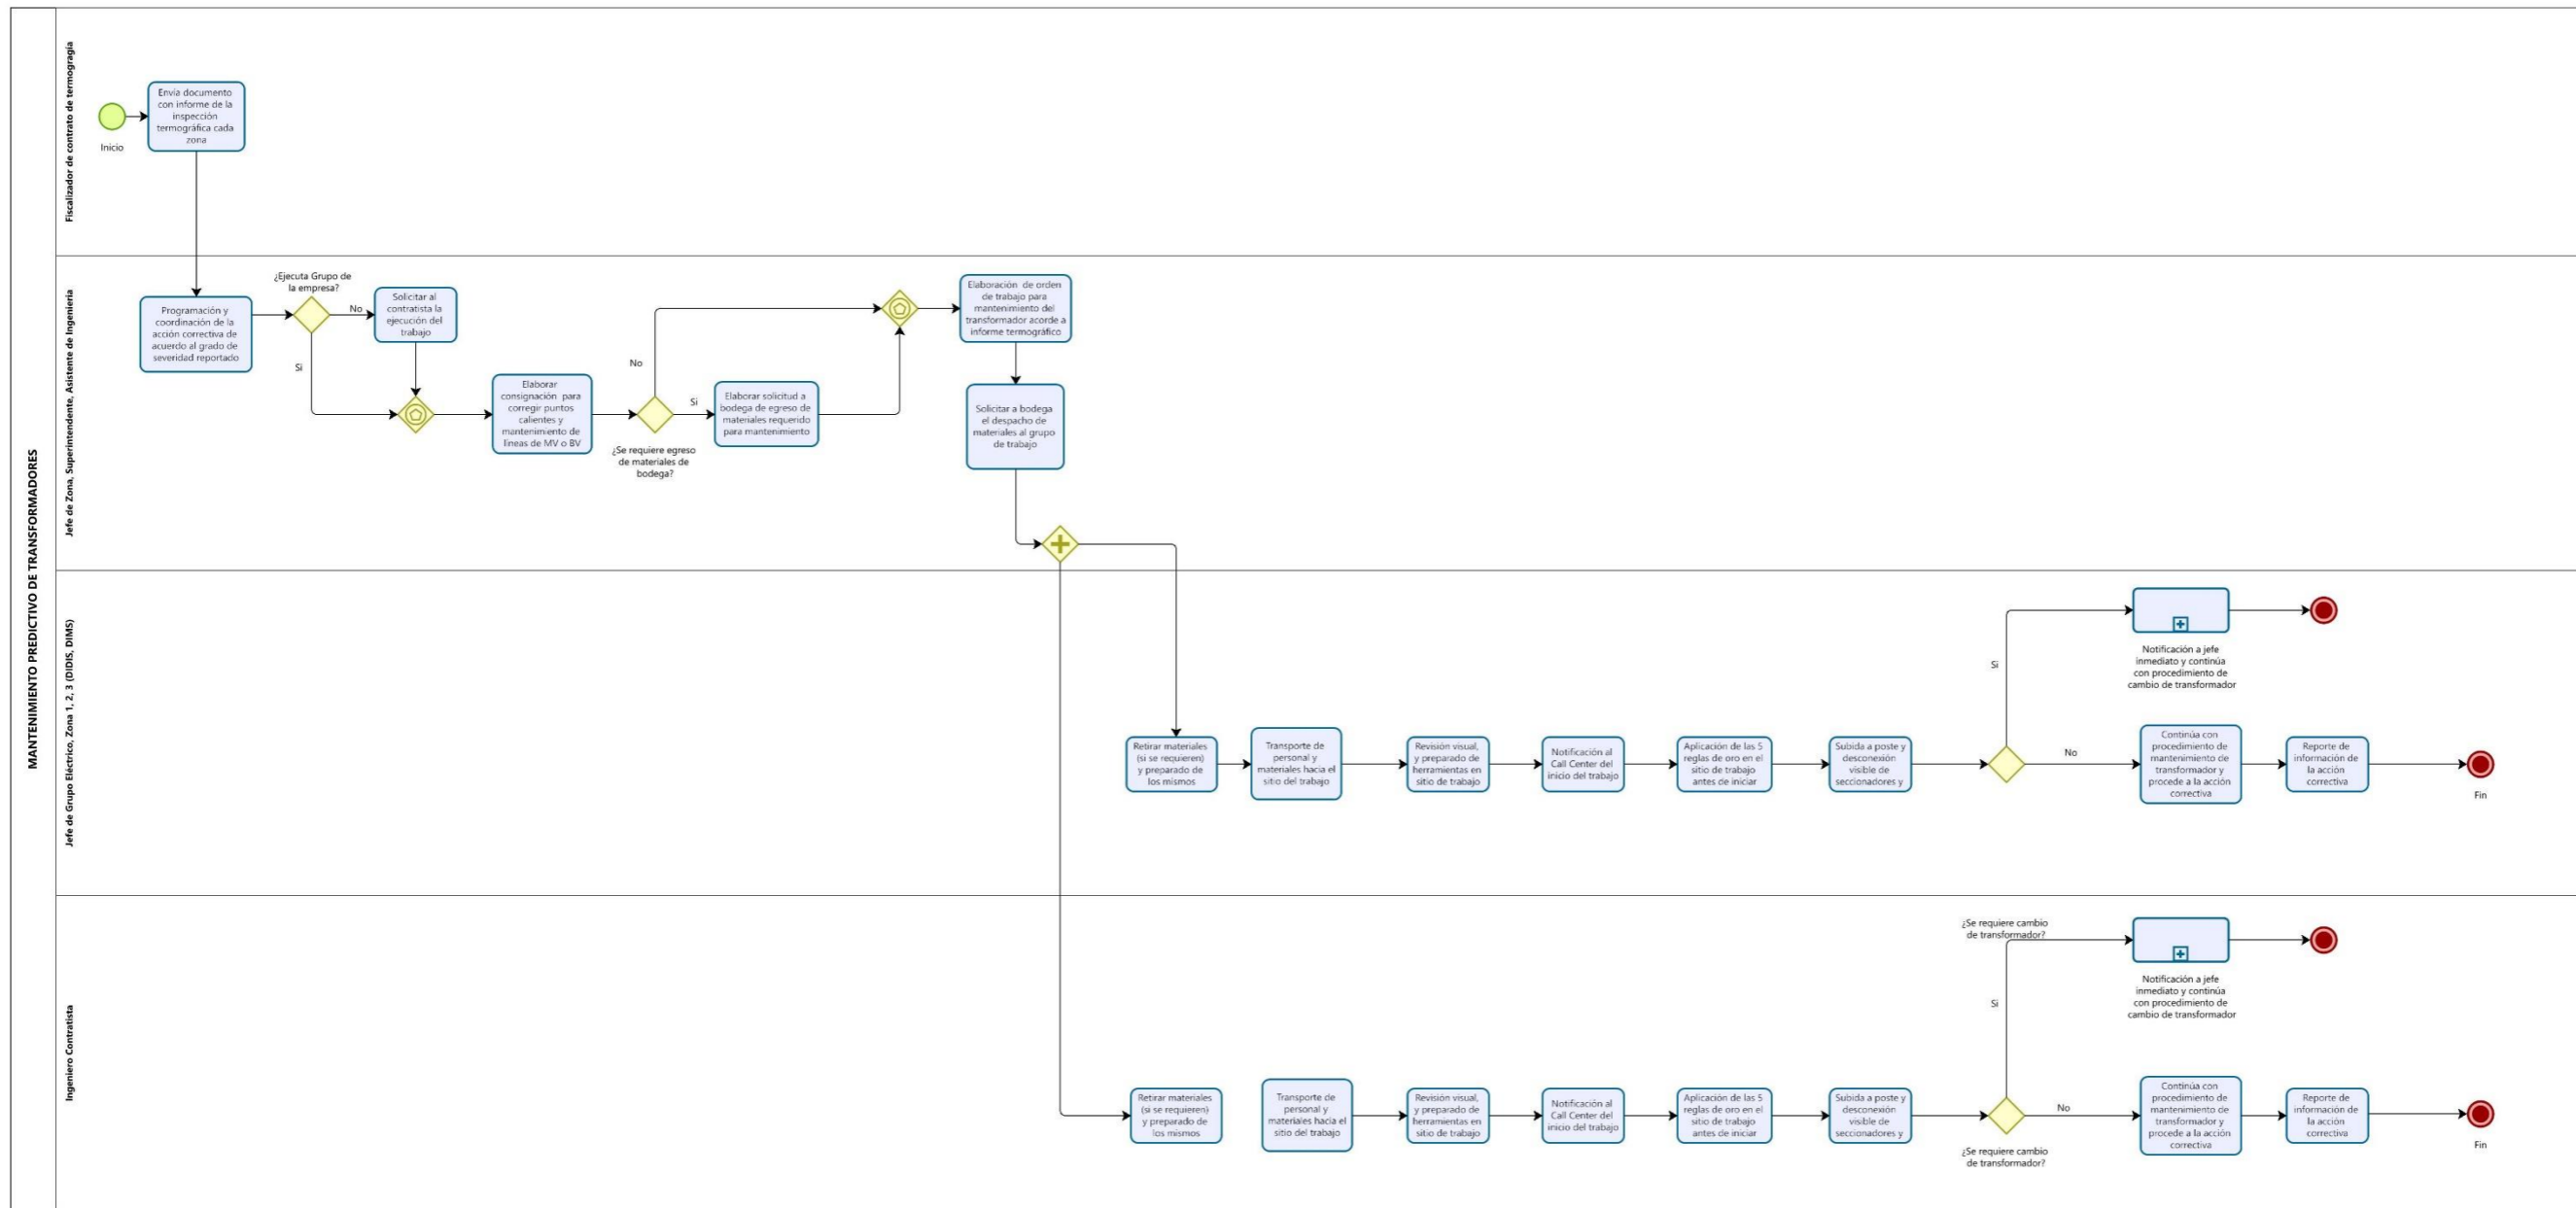 MANTENIMIENTO PREDICTIVO DE TRANSFORMADORES
Fiscalizador de contrato de termogragía
Inicio
Envía documento
con informe de la
inspección
termográfica cada
zona
Jefe de Zona, Superintendente, Asistente de Ingeniería
Programación y
coordinación de la
acción correctiva de
acuerdo al grado de
severidad reportado
¿Ejecuta Grupo de
la empresa?
No
Si
Solicitar al
contratista la
ejecución del
trabajo
Elaborar
consignación para
corregir puntos
calientes y
mantenimiento de
líneas de MV o BV
No
Si
¿Se requiere egreso
de materiales de
bodega?
Elaborar solicitud a
bodega de egreso de
materiales requerido
para mantenimiento
Elaboración de orden
de trabajo para
mantenimiento del
transformador acorde a
informe termográfico
Solicitar a bodega
el despacho de
materiales al grupo
de trabajo
Jefe de Grupo Eléctrico, Zona 1, 2, 3 (DIDIS, DIMS)
Retirar materiales
(si se requieren)
y preparado de
los mismos
Transporte de
personal y
materiales hacia el
sitio del trabajo
Revisión visual,
y preparado de
herramientas en
sitio de trabajo
Notificación al
Call Center del
inicio del trabajo
Aplicación de las 5
reglas de oro en el
sitio de trabajo
antes de iniciar
Subida a poste y
desconexión
visible de
seccionadores y
Si
Notificación a jefe
inmediato y continúa
con procedimiento de
cambio de transformador
No
Continúa con
procedimiento de
mantenimiento de
transformador y
procede a la acción
correctiva
Reporte de
información de
la acción
correctiva
Fin
Ingeniero Contratista
Retirar materiales
(si se requieren)
y preparado de
los mismos
Transporte de
personal y
materiales hacia el
sitio del trabajo
Revisión visual,
y preparado de
herramientas en
sitio de trabajo
Notificación al
Call Center del
inicio del trabajo
Aplicación de las 5
reglas de oro en el
sitio de trabajo
antes de iniciar
Subida a poste y
desconexión
visible de
seccionadores y
¿Se requiere cambio
de transformador?
Si
Notificación a jefe
inmediato y continúa
con procedimiento de
cambio de transformador
No
¿Se requiere cambio
de transformador?
Continúa con
procedimiento de
mantenimiento de
transformador y
procede a la acción
correctiva
Reporte de
información de
la acción
correctiva
Fin